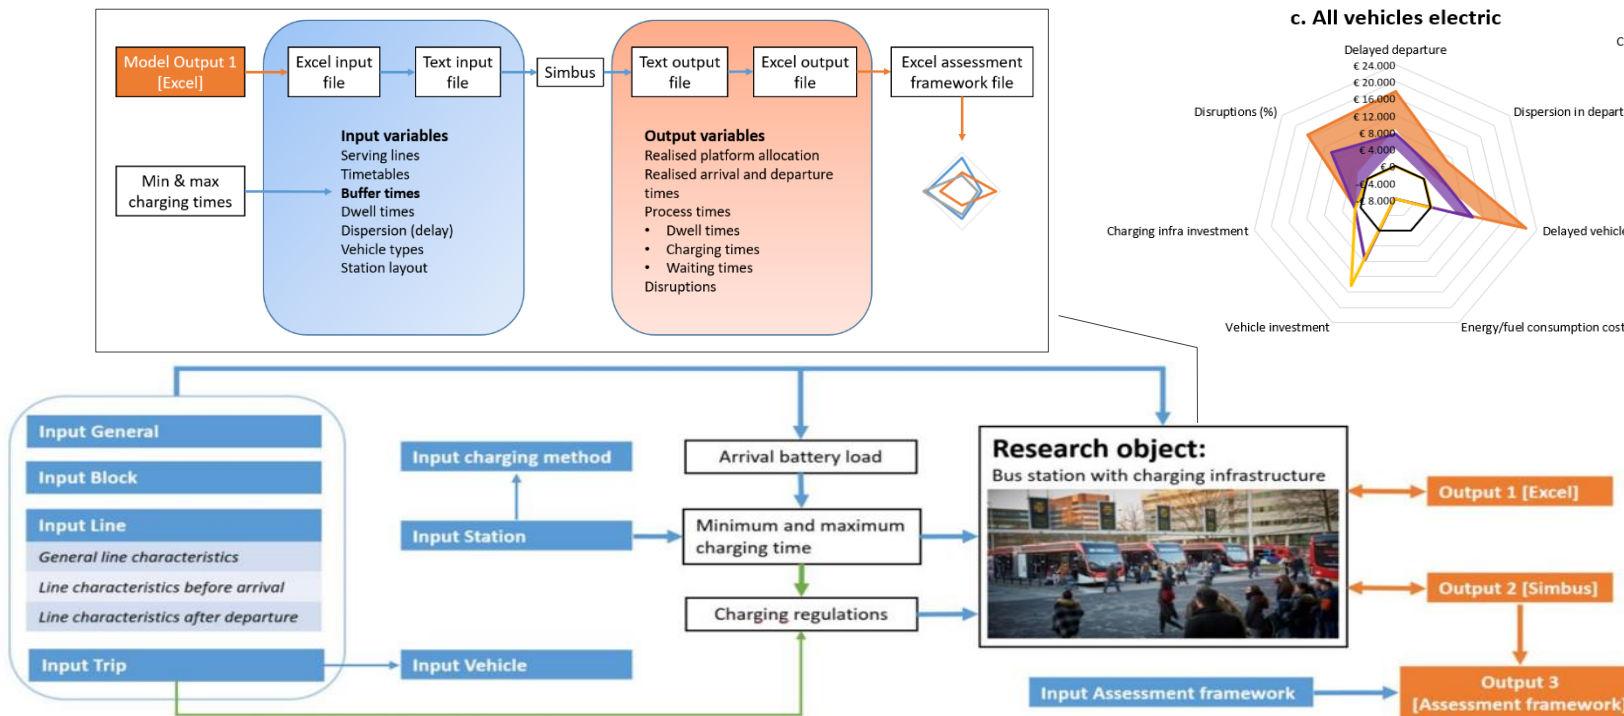 Model Output 1
[Excel]
Excel input
file
Text input
file
Simbus
Text output
file
Excel output
file
Excel assessment
framework file
Min & max
charging times
Input variables
Serving lines
Timetables
Buffer times
Dwell times
Dispersion (delay)
Vehicle types
Station layout
Output variables
Realised platform allocation
Realised arrival and departure
times
Process times
• Dwell times
• Charging times
• Waiting times
Disruptions
c. All vehicles electric
C
Delayed departure
€ 24.000
€ 20.000
€ 16.000
€ 12.000
€ 8.000
€ 4.000
€ 0
-€ 4.000
€ 8.000
Disruptions (%)
Dispersion in depart
Charging infra investment
Delayed vehicle
Vehicle investment
Energy/fuel consumption cost
Input General
Input Block
Input Line
General line characteristics
Line characteristics before arrival
Line characteristics after departure
Input Trip
Input charging method
Input Station
Input Vehicle
Arrival battery load
Minimum and maximum
charging time
Charging regulations
Research object:
Bus station with charging infrastructure
Output 1 [Excel]
Output 2 [Simbus]
Input Assessment framework
Output 3
[Assessment framework]